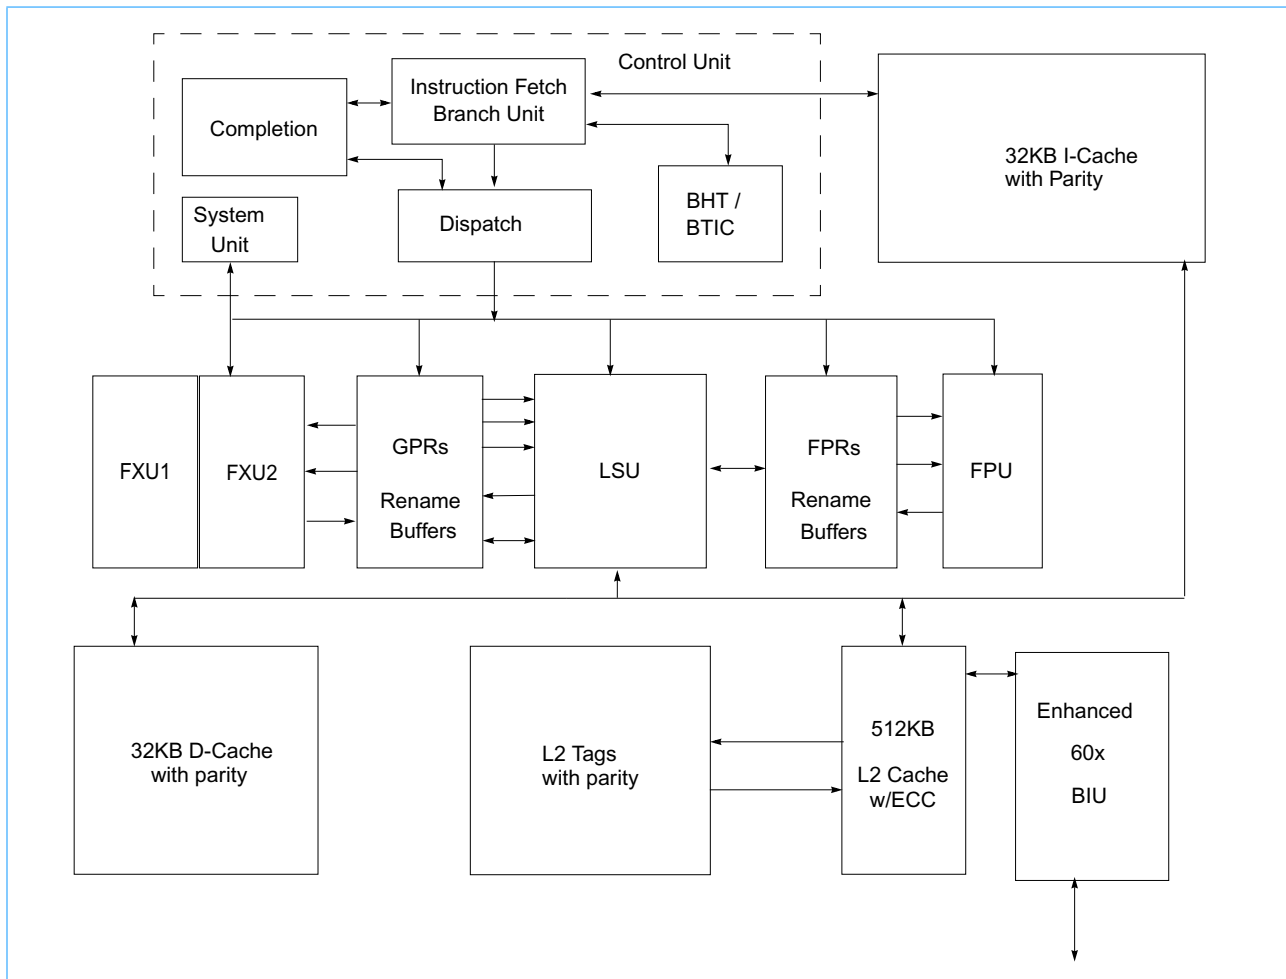 Control Unit
Instruction Fetch
Branch Unit
Completion
32KB I-Cache
with Parity
BHT /
BTIC
System
Unit
Dispatch
FXU1
FXU2
GPRs
Rename
Buffers
LSU
FPRs
Rename
Buffers
FPU
32KB D-Cache
with parity
L2 Tags
with parity
512KB
L2 Cache
w/ECC
Enhanced
60x
BIU